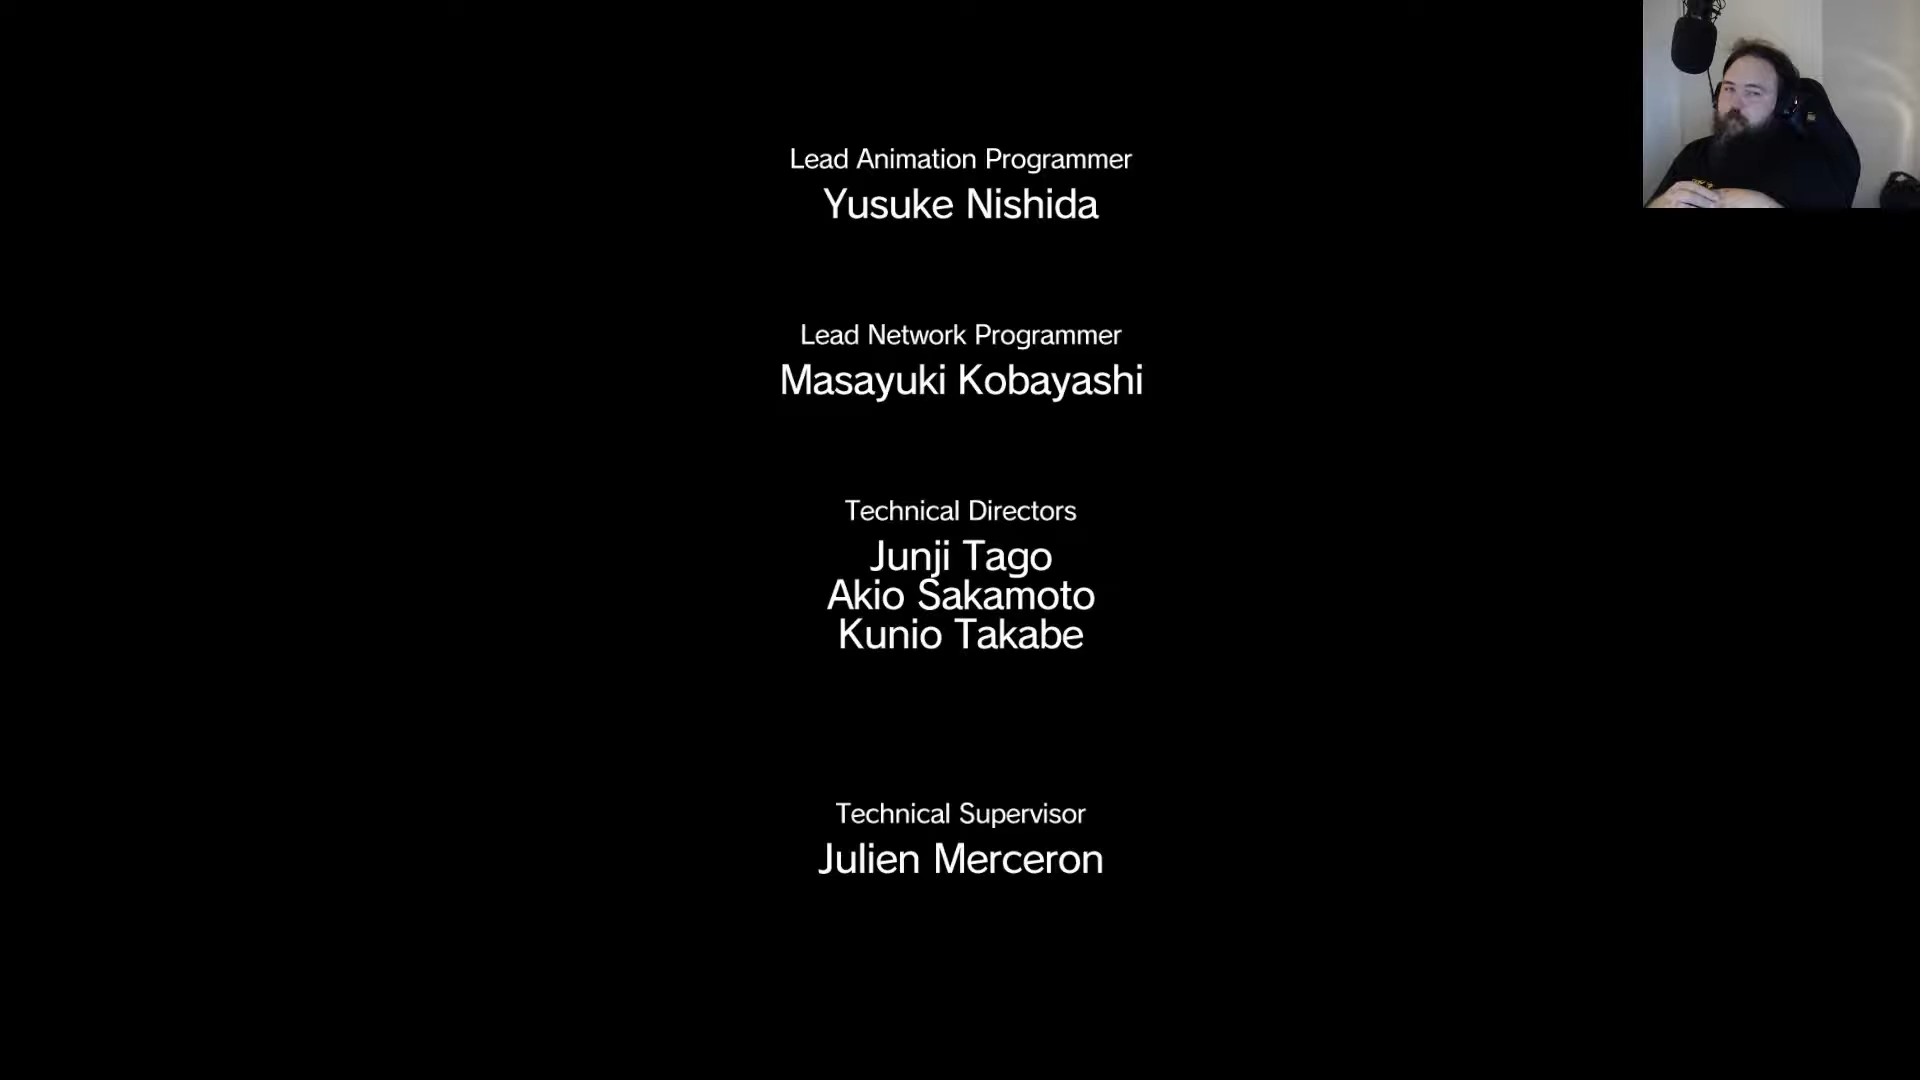 Lead Animation Programmer
Yusuke Nishida
Lead Network Programmer
Masayuki Kobayashi
Technical Directors
Junji Tago
Akio Sakamoto
Kunio Takabe
Technical Supervisor
Julien Merceron